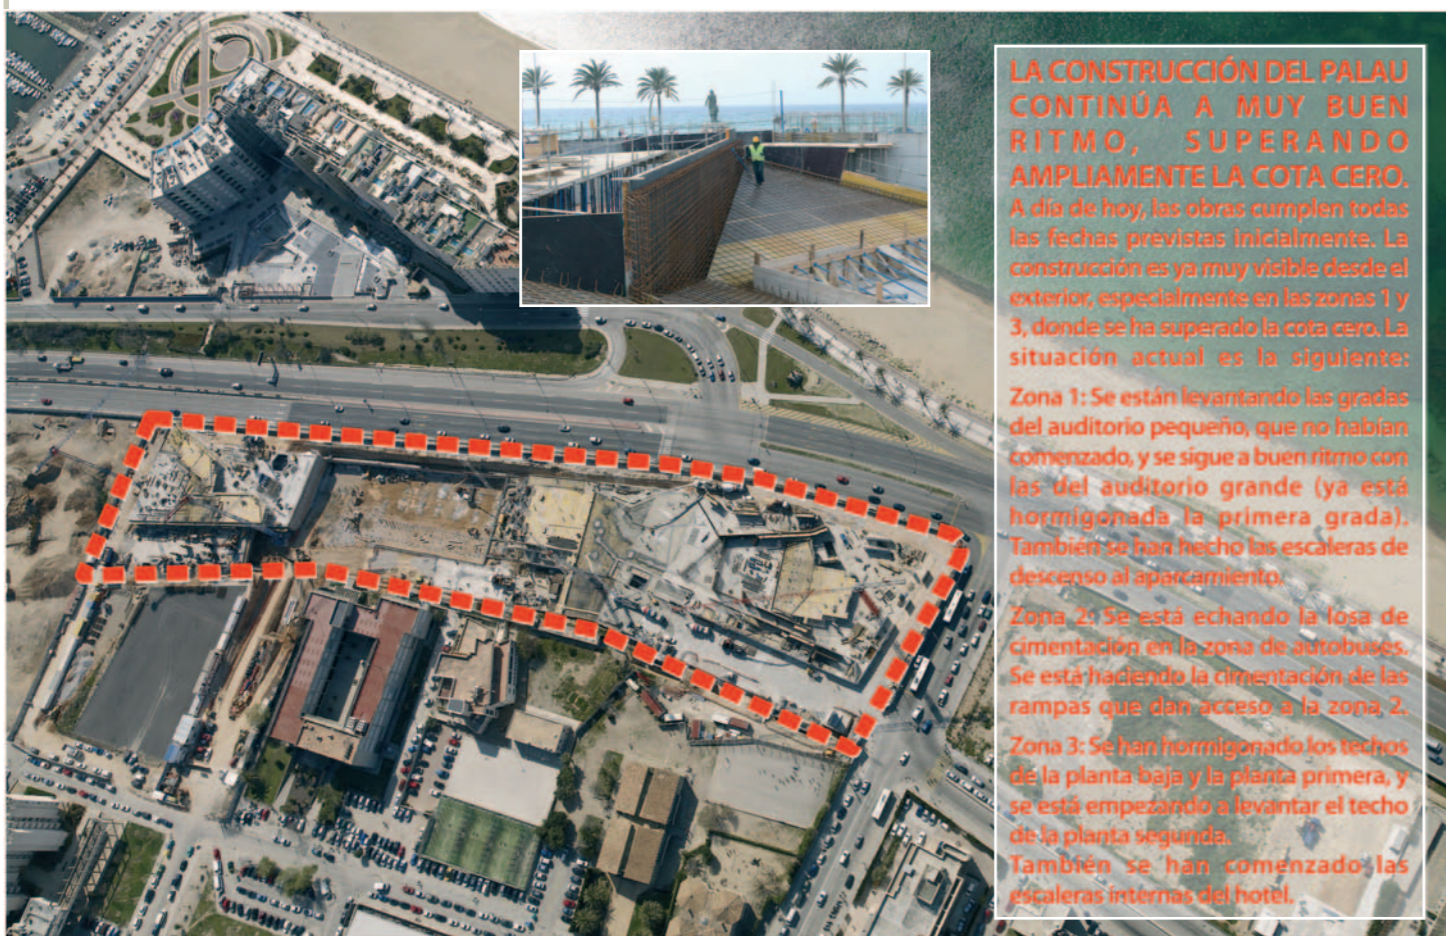 LA CONSTRUCCIÓN DEL PALAU
CONTINÚA A MUY BUEN
RITMO, SUPERANDO
AMPLIAMENTE LA COTA CERO.
A día de hoy, las obras cumplen todas
las fechas previstas inicialmente. La
construcción es ya muy visible desde el
exterior, especialmente en las zonas 1 y
3, donde se ha superado la cota cero. La
situación actual es la siguiente:
Zona 1: Se están levantando las gradas
del auditorio pequeño, que no habían
comenzado, y se sigue a buen ritmo con
las del auditorio grande (ya está
hormigonada la primera grada).
También se han hecho las escaleras de
descenso al aparcamiento.
Zona 2: Se está echando la losa de
cimentación en la zona de autobuses.
Se está haciendo la cimentación de las
rampas que dan acceso a la zona 2.
Zona 3: Se han hormigonado los techos
de la planta baja y la planta primera, y
se está empezando a levantar el techo
de la planta segunda.
También se han comenzado las
escaleras internas del hotel.